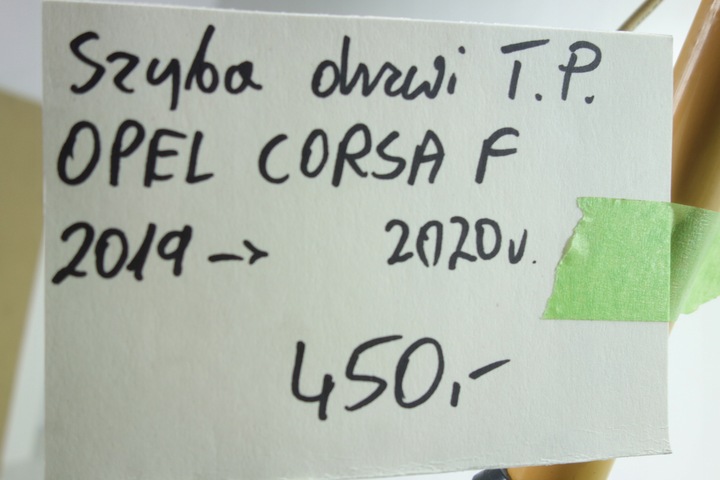 Szyba drzwi T.P.
OPEL CORSA F
2019 → 2020r.
450,-